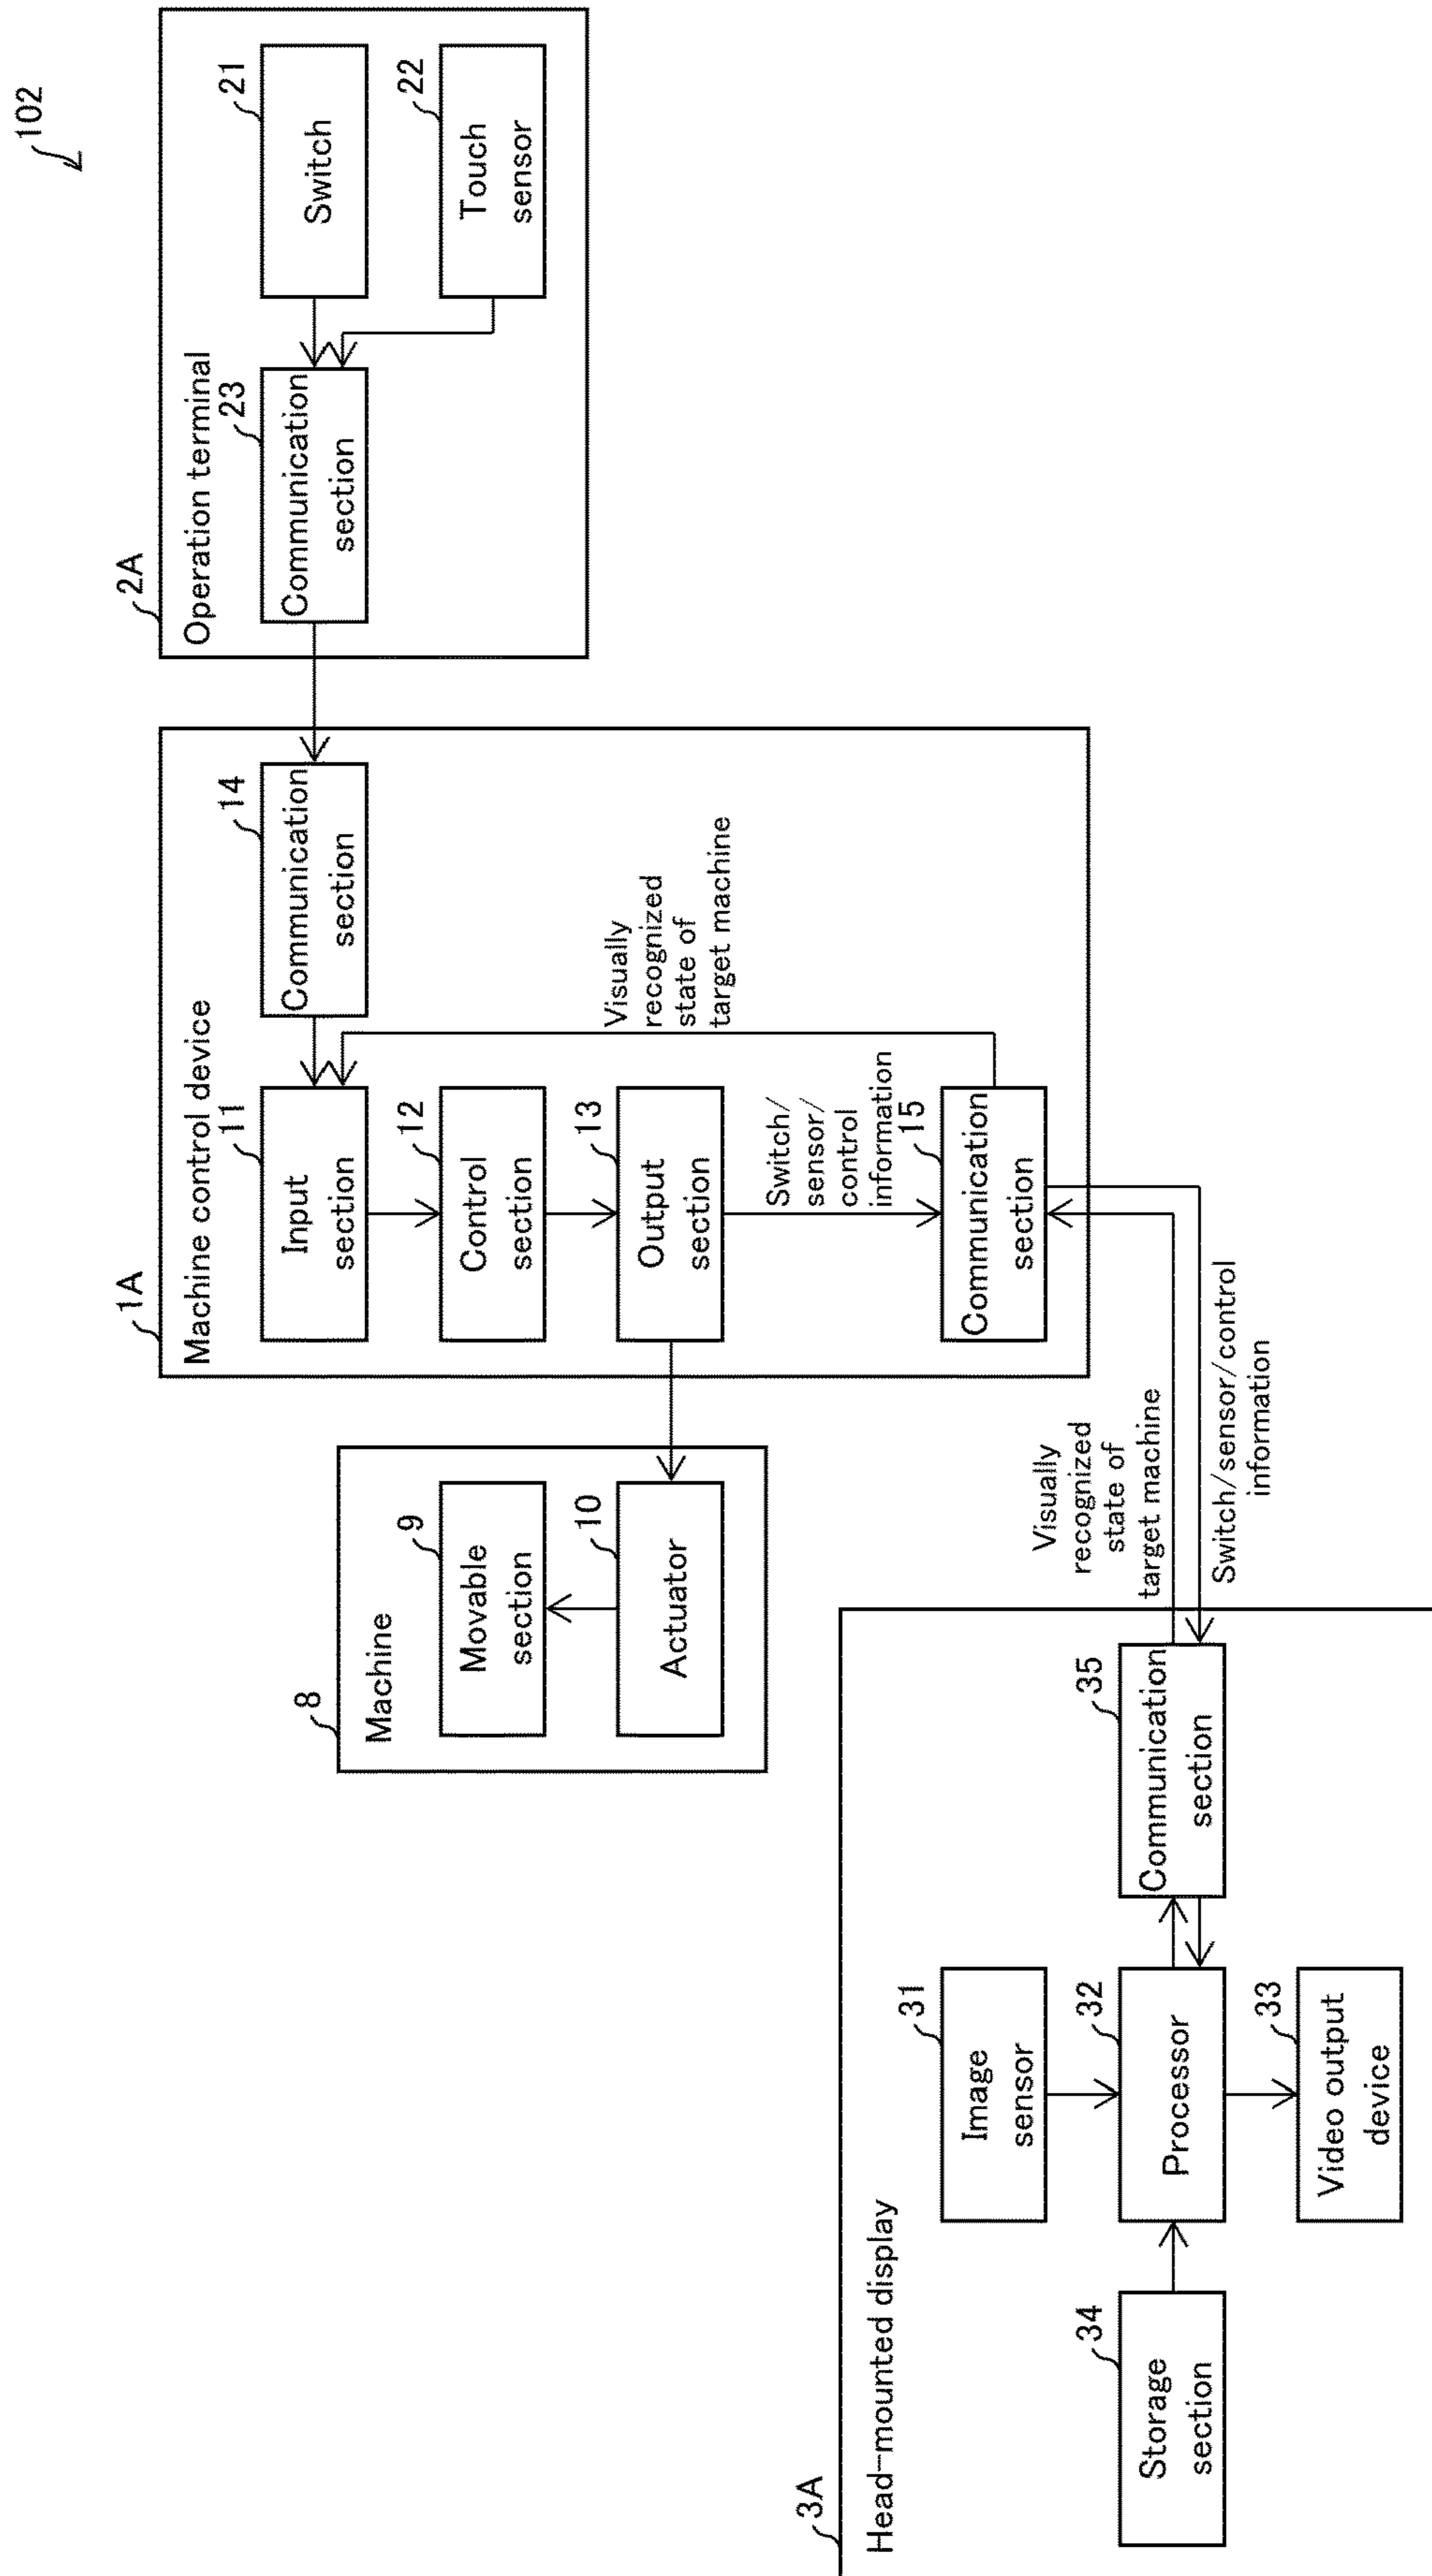 102
3A
Head-mounted display
34
Storage
section
31
Image
sensor
32
Processor
33
Video output
device
35
Communication
section
8
Machine
9
Movable
section
10
Actuator
Visually
recognized
state of
target machine
Switch/sensor/control
information
1A
Machine control device
11
Input
section
12
Control
section
13
Output
section
14
Communication
section
Switch/
sensor/
control
information
15
Communication
section
Visually
recognized
state of
target machine
2A
Operation terminal
23
Communication
section
21
Switch
22
Touch
sensor